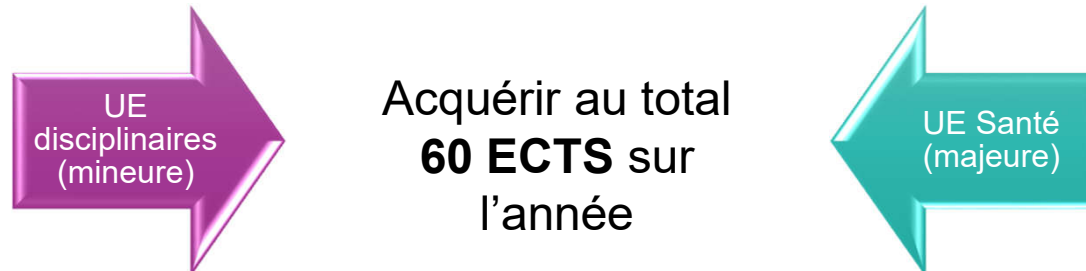 UE
disciplinaires
(mineure)
Acquérir au total
60 ECTS sur
l’année
UE Santé
(majeure)